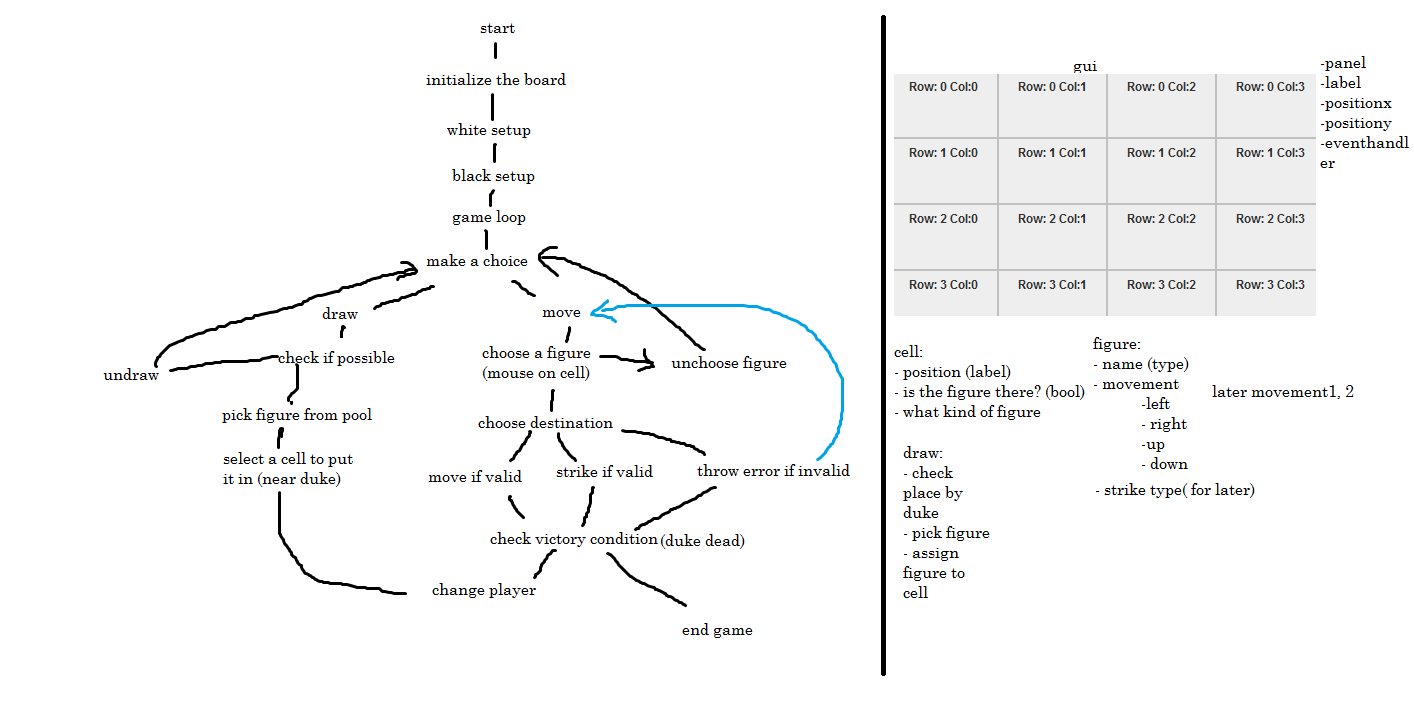 start
initialize the board
white setup
black setup
game loop
make a choice
draw
move
check if possible
undraw
choose a figure
(mouse on cell)
unchoose figure
pick figure from pool
choose destination
select a cell to put
it in (near duke)
move if valid
strike if valid
throw error if invalid
check victory condition (duke dead)
change player
end game
gui
Row: 0 Col:0
Row: 0 Col:1
Row: 0 Col:2
Row: 0 Col:3
Row: 1 Col:0
Row: 1 Col:1
Row: 1 Col:2
Row: 1 Col:3
Row: 2 Col:0
Row: 2 Col:1
Row: 2 Col:2
Row: 2 Col:3
Row: 3 Col:0
Row: 3 Col:1
Row: 3 Col:2
Row: 3 Col:3
-panel
-label
-positionx
-positiony
-eventhandl
er
cell:
- position (label)
- is the figure there? (bool)
- what kind of figure
figure:
- name (type)
- movement
-left
- right
-up
- down
- strike type( for later)
later movement1, 2
draw:
- check
place by
duke
- pick figure
- assign
figure to
cell